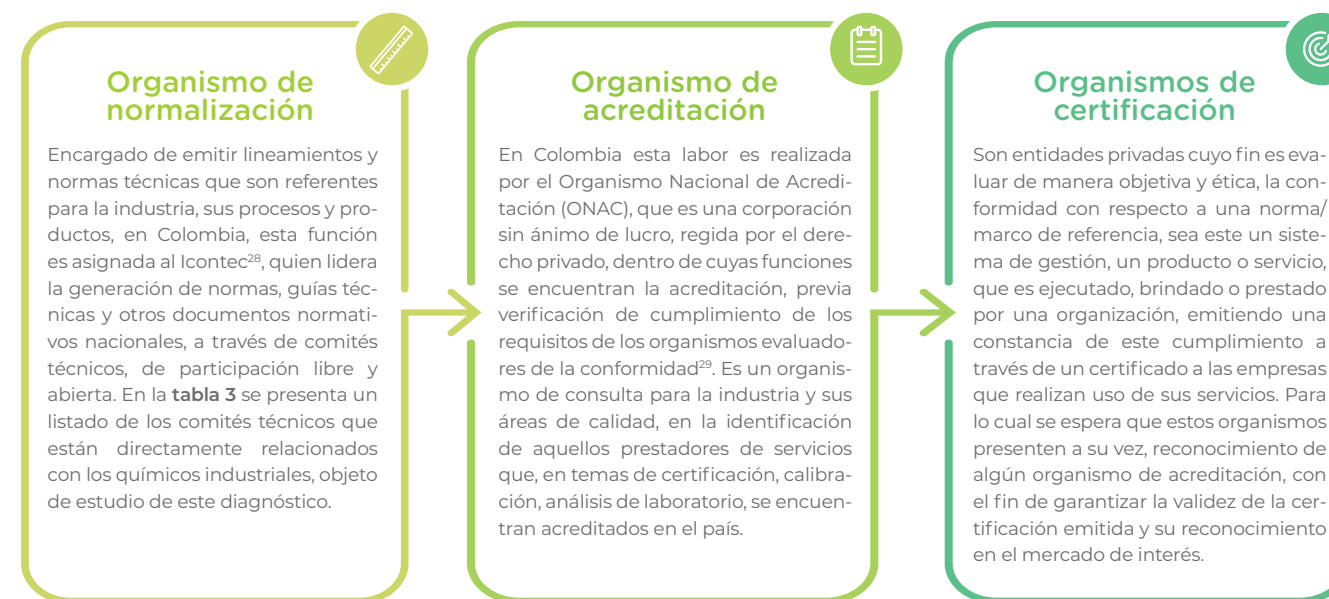 Organismo de
normalización
Encargado de emitir lineamientos y
normas técnicas que son referentes
para la industria, sus procesos y pro-
ductos, en Colombia, esta función
es asignada al Icontec²⁸, quien lidera
la generación de normas, guías téc-
nicas y otros documentos normati-
vos nacionales, a través de comités
técnicos, de participación libre y
abierta. En la tabla 3 se presenta un
listado de los comités técnicos que
están directamente relacionados
con los químicos industriales, objeto
de estudio de este diagnóstico.
Organismo de
acreditación
En Colombia esta labor es realizada
por el Organismo Nacional de Acredi-
tación (ONAC), que es una corporación
sin ánimo de lucro, regida por el dere-
cho privado, dentro de cuyas funciones
se encuentran la acreditación, previa
verificación de cumplimiento de los
requisitos de los organismos evaluado-
res de la conformidad²⁹. Es un organis-
mo de consulta para la industria y sus
áreas de calidad, en la identificación
de aquellos prestadores de servicios
que, en temas de certificación, calibra-
ción, análisis de laboratorio, se encuen-
tran acreditados en el país.
Organismos de
certificación
Son entidades privadas cuyo fin es eva-
luar de manera objetiva y ética, la con-
formidad con respecto a una norma/
marco de referencia, sea este un siste-
ma de gestión, un producto o servicio,
que es ejecutado, brindado o prestado
por una organización, emitiendo una
constancia de este cumplimiento a
través de un certificado a las empresas
que realizan uso de sus servicios. Para
lo cual se espera que estos organismos
presenten a su vez, reconocimiento de
algún organismo de acreditación, con
el fin de garantizar la validez de la cer-
tificación emitida y su reconocimiento
en el mercado de interés.